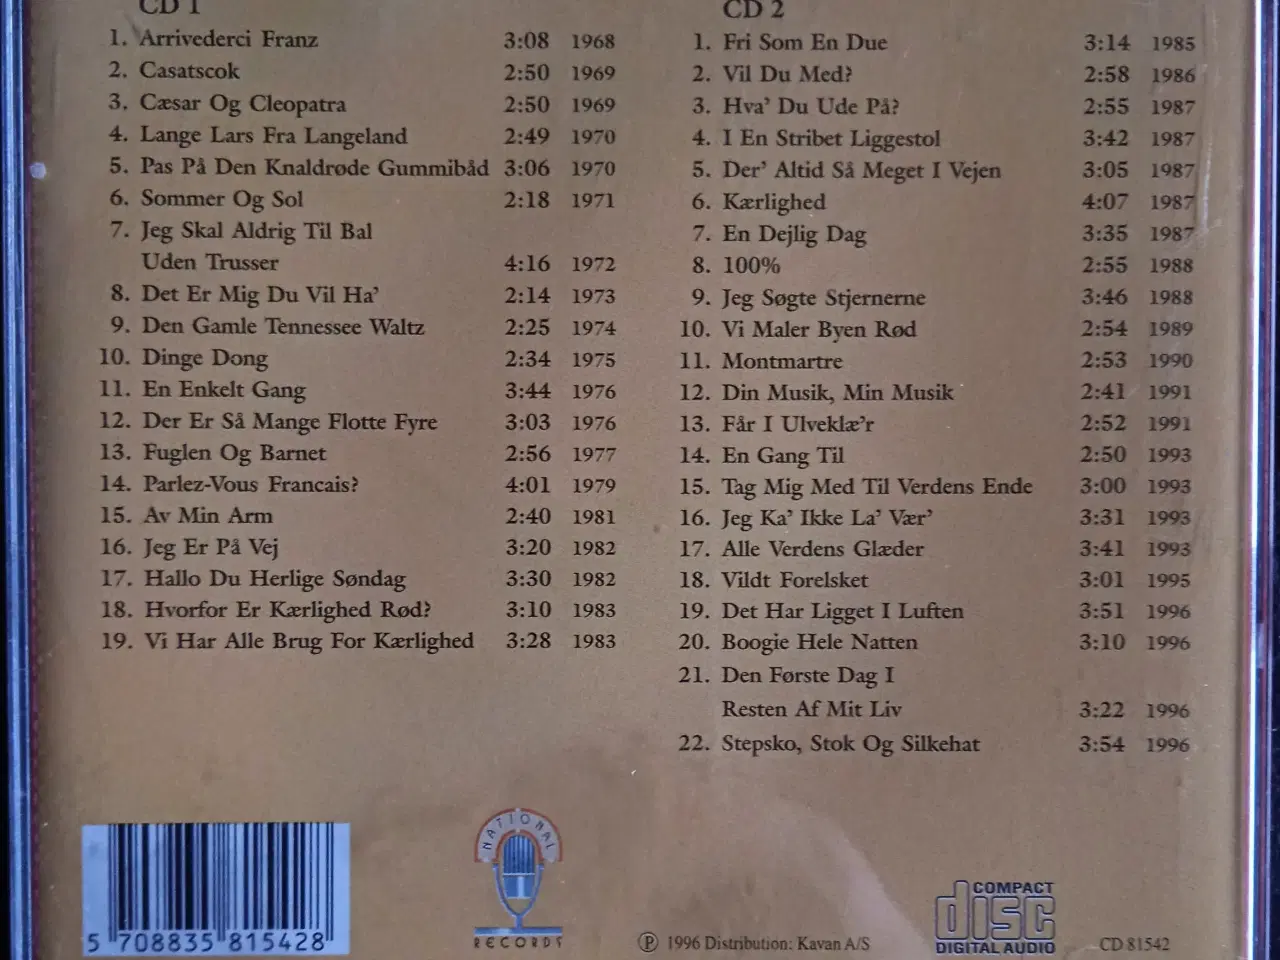 CD 1
1. Arrivederci Franz 3:08 1968
2. Casatscok 2:50 1969
3. Cæsar Og Cleopatra 2:50 1969
4. Lange Lars Fra Langeland 2:49 1970
5. Pas På Den Knaldrøde Gummibåd 3:06 1970
6. Sommer Og Sol 2:18 1971
7. Jeg Skal Aldrig Til Bal
Uden Trusser 4:16 1972
8. Det Er Mig Du Vil Ha' 2:14 1973
9. Den Gamle Tennessee Waltz 2:25 1974
10. Dinge Dong 2:34 1975
11. En Enkelt Gang 3:44 1976
12. Der Er Så Mange Flotte Fyre 3:03 1976
13. Fuglen Og Barnet 2:56 1977
14. Parlez-Vous Francais? 4:01 1979
15. Av Min Arm 2:40 1981
16. Jeg Er På Vej 3:20 1982
17. Hallo Du Herlige Søndag 3:30 1982
18. Hvorfor Er Kærlighed Rød? 3:10 1983
19. Vi Har Alle Brug For Kærlighed 3:28 1983
CD 2
1. Fri Som En Due 3:14 1985
2. Vil Du Med? 2:58 1986
3. Hva' Du Ude På? 2:55 1987
4. I En Stribet Liggestol 3:42 1987
5. Der' Altid Så Meget I Vejen 3:05 1987
6. Kærlighed 4:07 1987
7. En Dejlig Dag 3:35 1987
8. 100% 2:55 1988
9. Jeg Søgte Stjernerne 3:46 1988
10. Vi Maler Byen Rød 2:54 1989
11. Montmartre 2:53 1990
12. Din Musik, Min Musik 2:41 1991
13. Får I Ulveklæ'r 2:52 1991
14. En Gang Til 2:50 1993
15. Tag Mig Med Til Verdens Ende 3:00 1993
16. Jeg Ka' Ikke La' Vær' 3:31 1993
17. Alle Verdens Glæder 3:41 1993
18. Vildt Forelsket 3:01 1995
19. Det Har Ligget I Luften 3:51 1996
20. Boogie Hele Natten 3:10 1996
21. Den Første Dag I
Resten Af Mit Liv 3:22 1996
22. Stepsko, Stok Og Silkehat 3:54 1996
5 708835 815428
NATIONAL
RECORDS
℗ 1996 Distribution: Kavan A/S
COMPACT
disc
DIGITAL AUDIO
CD 81542